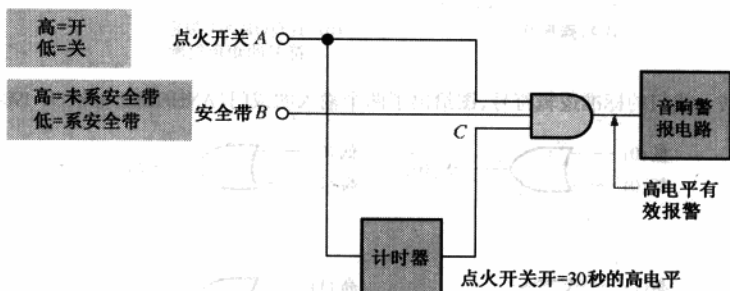 高=开
低=关
点火开关 A
高=未系安全带
低=系安全带
安全带 B
C
音响警
报电路
高电平有
效报警
计时器
点火开关开=30秒的高电平